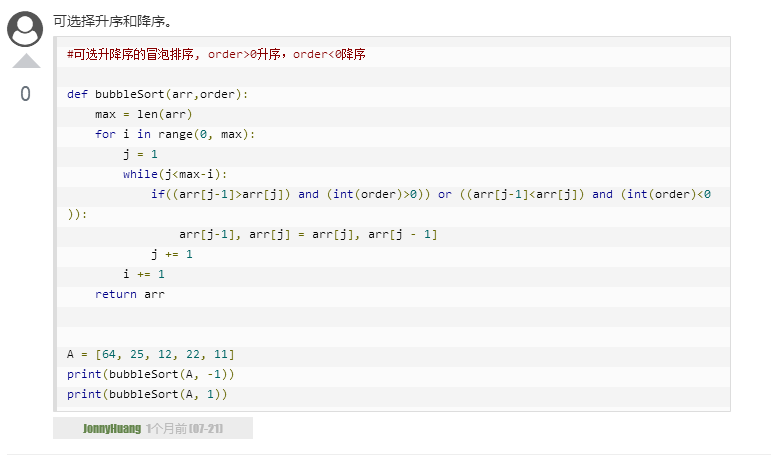 可选择升序和降序。
0
#可选升降序的冒泡排序, order>0升序，order<0降序
def bubbleSort(arr,order):
    max = len(arr)
    for i in range(0, max):
        j = 1
        while(j<max-i):
            if((arr[j-1]>arr[j]) and (int(order)>0)) or ((arr[j-1]<arr[j]) and (int(order)<0
)):
                arr[j-1], arr[j] = arr[j], arr[j - 1]
            j += 1
        i += 1
    return arr
A = [64, 25, 12, 22, 11]
print(bubbleSort(A, -1))
print(bubbleSort(A, 1))
JonnyHuang 1个月前 (07-21)